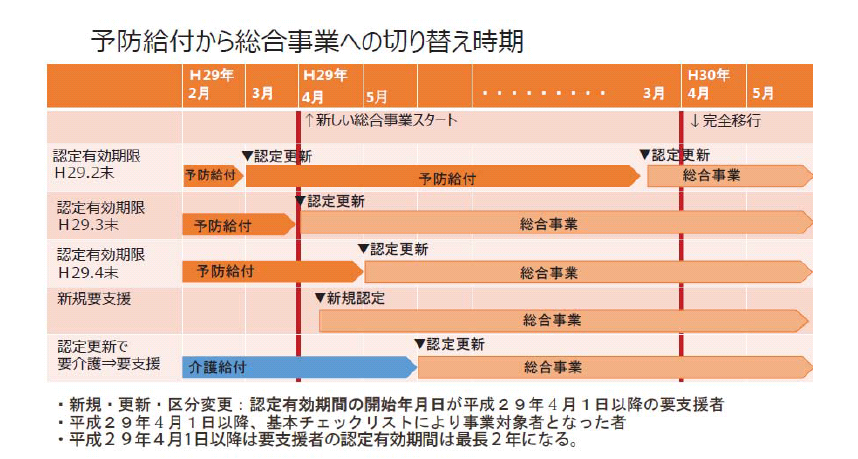 予防給付から総合事業への切り替え時期
H29年
2月
3月
H29年
4月
5月
・・・・・・・・・
3月
H30年
4月
5月
↑新しい総合事業スタート
↓完全移行
認定有効期限
H29.2末
▼認定更新
▼認定更新
予防給付
予防給付
総合事業
認定有効期限
H29.3末
▼認定更新
予防給付
総合事業
認定有効期限
H29.4末
▼認定更新
予防給付
総合事業
新規要支援
▼新規認定
総合事業
認定更新で
要介護⇒要支援
▼認定更新
介護給付
総合事業
・新規・更新・区分変更：認定有効期間の開始年月日が平成２９年４月１日以降の要支援者
・平成２９年４月１日以降、基本チェックリストにより事業対象者となった者
・平成２９年４月1日以降は要支援者の認定有効期間は最長２年になる。